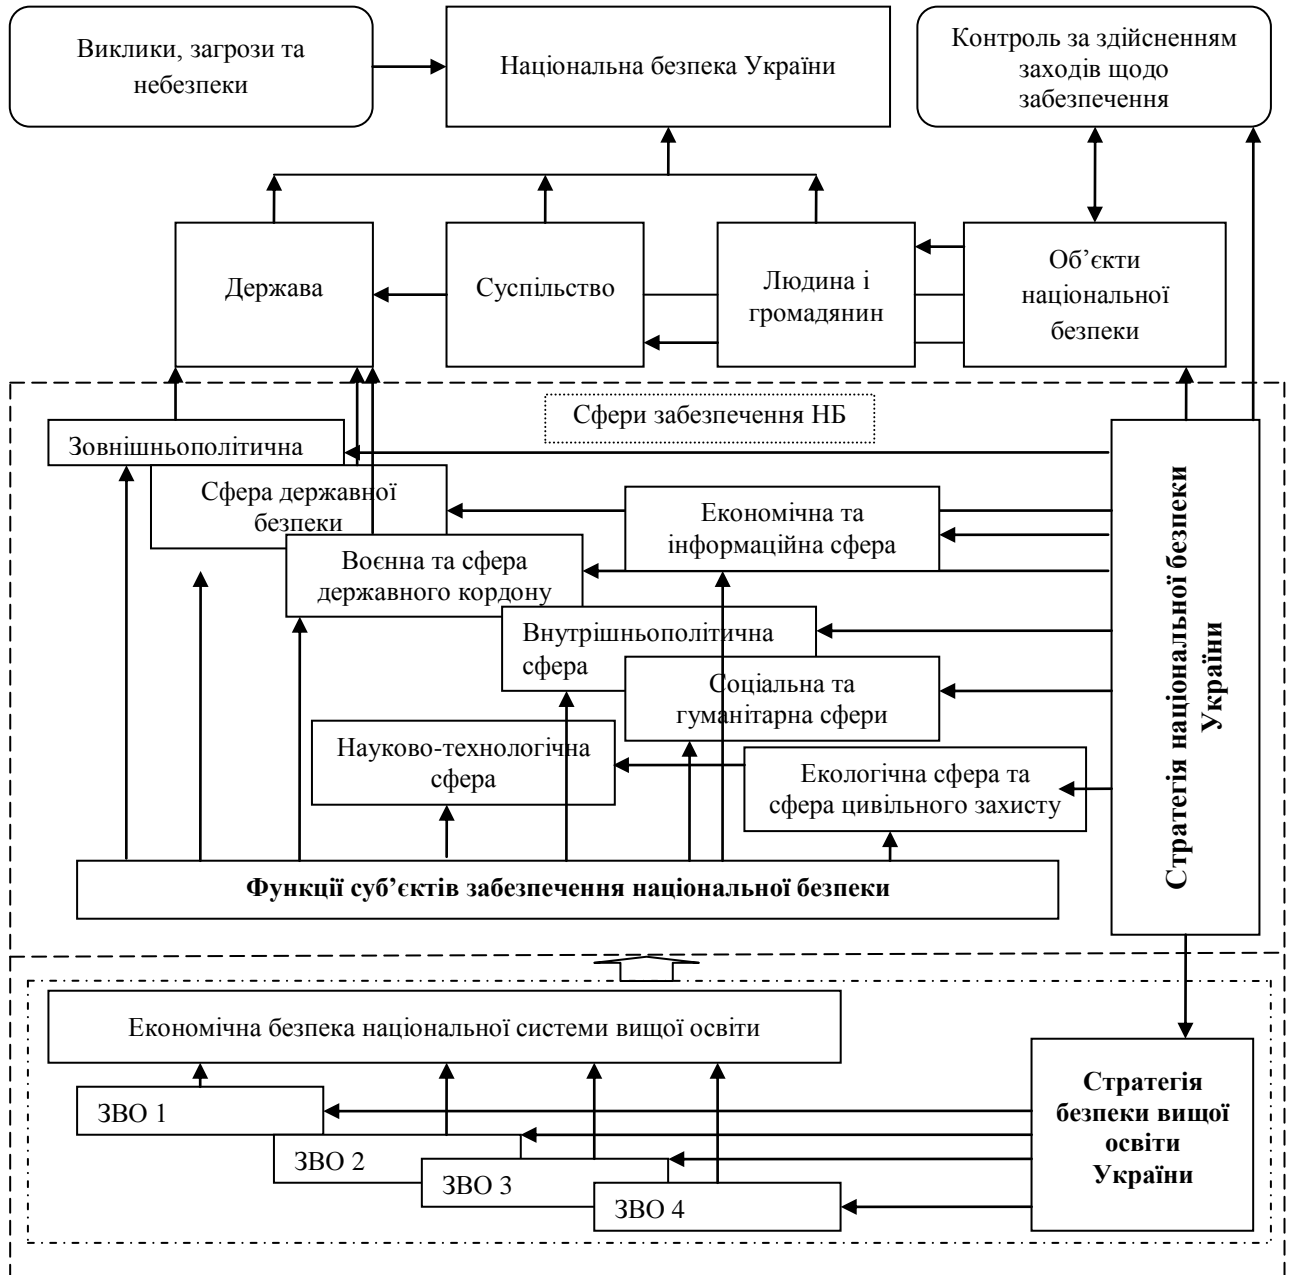 Виклики, загрози та
небезпеки
Національна безпека України
Контроль за здійсненням
заходів щодо
забезпечення
Держава
Суспільство
Людина і
громадянин
Об’єкти
національної
безпеки
Сфери забезпечення НБ
Зовнішньополітична
Сфера державної
безпеки
Економічна та
інформаційна сфера
Воєнна та сфера
державного кордону
Внутрішньополітична
сфера
Соціальна та
гуманітарна сфери
Науково-технологічна
сфера
Екологічна сфера та
сфера цивільного захисту
Стратегія національної безпеки
України
Функції суб’єктів забезпечення національної безпеки
Економічна безпека національної системи вищої освіти
ЗВО 1
ЗВО 2
ЗВО 3
ЗВО 4
Стратегія
безпеки вищої
освіти
України